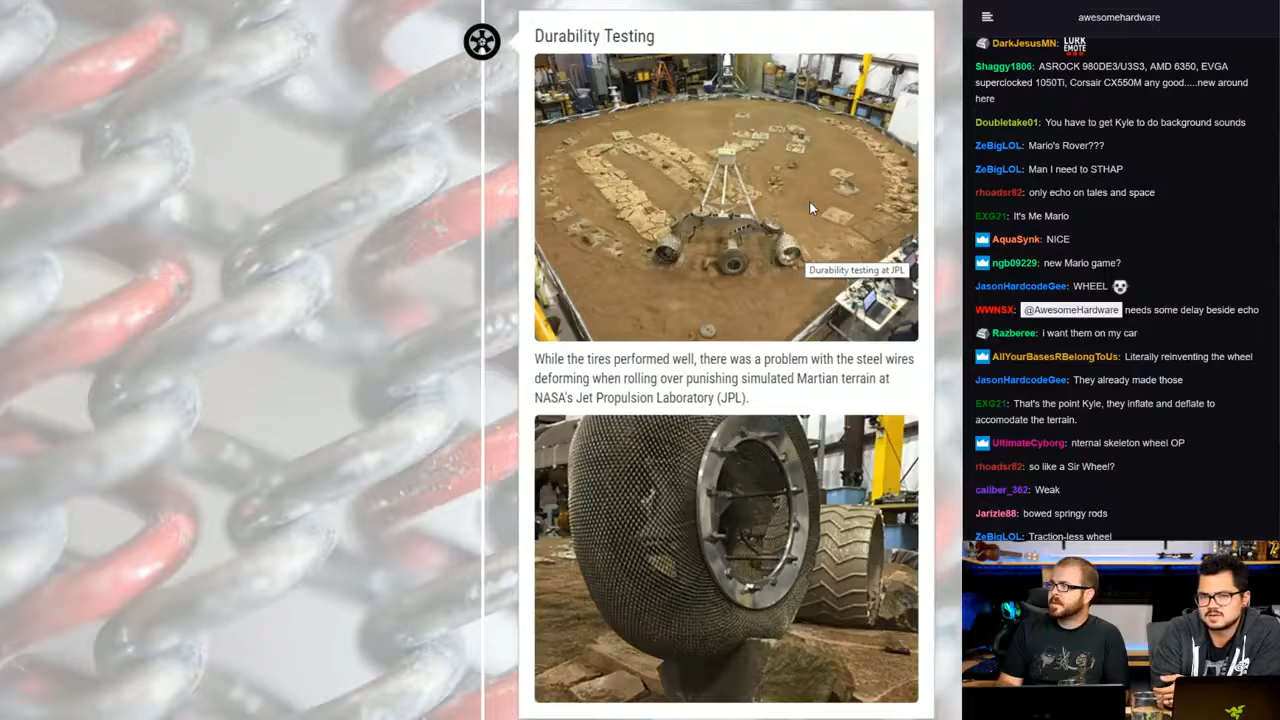 Durability Testing
Durability testing at JPL
While the tires performed well, there was a problem with the steel wires
deforming when rolling over punishing simulated Martian terrain at
NASA's Jet Propulsion Laboratory (JPL).
awesomehardware
DarkJesusMN: LURK
EMOTE
Shaggy1806: ASROCK 980DE3/U3S3, AMD 6350, EVGA
superclocked 1050Ti, Corsair CX550M any good.....new around
here
Doubletake01: You have to get Kyle to do background sounds
ZeBigLOL: Mario's Rover???
ZeBigLOL: Man I need to STHAP
rhoadsr82: only echo on tales and space
EXG21: It's Me Mario
AquaSynk: NICE
ngb09229: new Mario game?
JasonHardcodeGee: WHEEL
WWNSX: @AwesomeHardware needs some delay beside echo
Razberee: i want them on my car
AllYourBasesRBelongToUs: Literally reinventing the wheel
JasonHardcodeGee: They already made those
EXG21: That's the point Kyle, they inflate and deflate to
accomodate the terrain.
UltimateCyborg: nternal skeleton wheel OP
rhoadsr82: so like a Sir Wheel?
caliber_362: Weak
Jarizle88: bowed springy rods
ZeBigLOL: Traction-less wheel